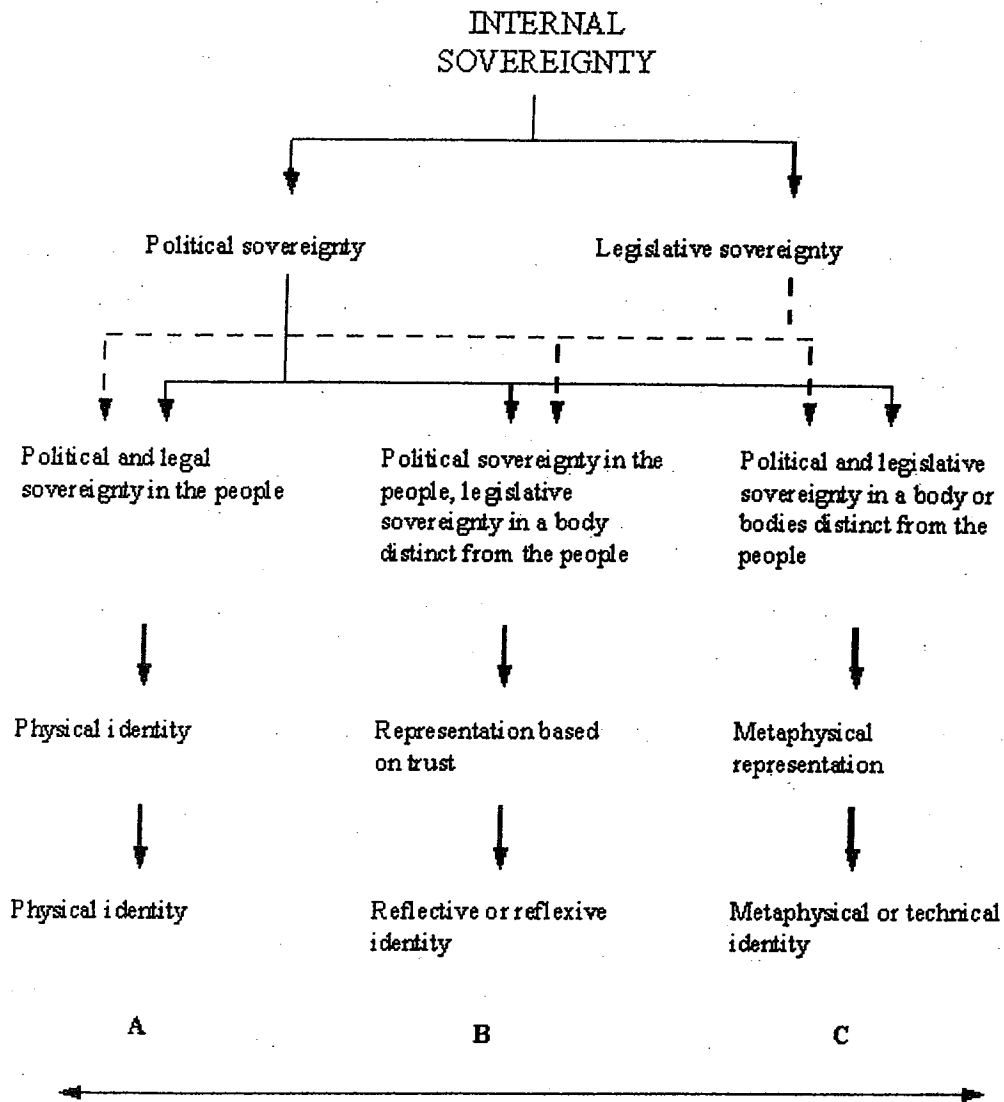 INTERNAL
SOVEREIGNTY
Political sovereignty
Legislative sovereignty
Political and legal
sovereignty in the people
Political sovereignty in the
people, legislative
sovereignty in a body
distinct from the people
Political and legislative
sovereignty in a body or
bodies distinct from the
people
Physical identity
Representation based
on trust
Metaphysical
representation
Physical identity
Reflective or reflexive
identity
Metaphysical or technical
identity
A
B
C